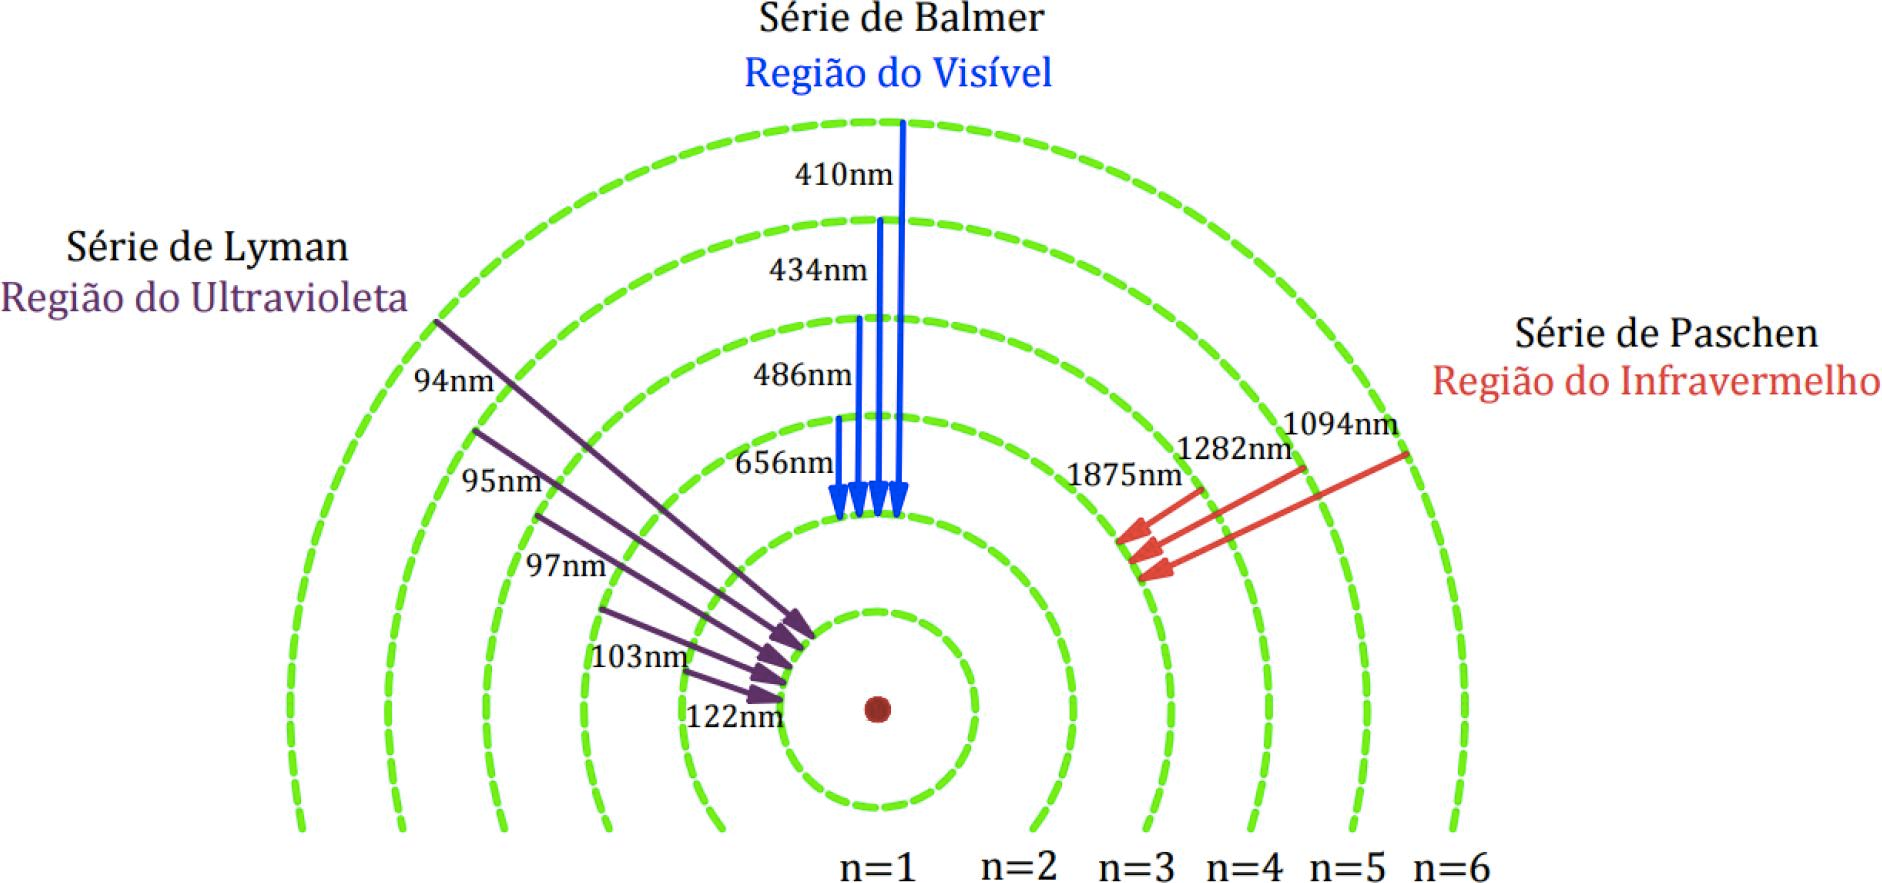 Série de Balmer
Região do Visível
410nm
434nm
486nm
656nm
Série de Lyman
Região do Ultravioleta
94nm
95nm
97nm
103nm
122nm
Série de Paschen
Região do Infravermelho
1094nm
1282nm
1875nm
n=1 n=2 n=3 n=4 n=5 n=6